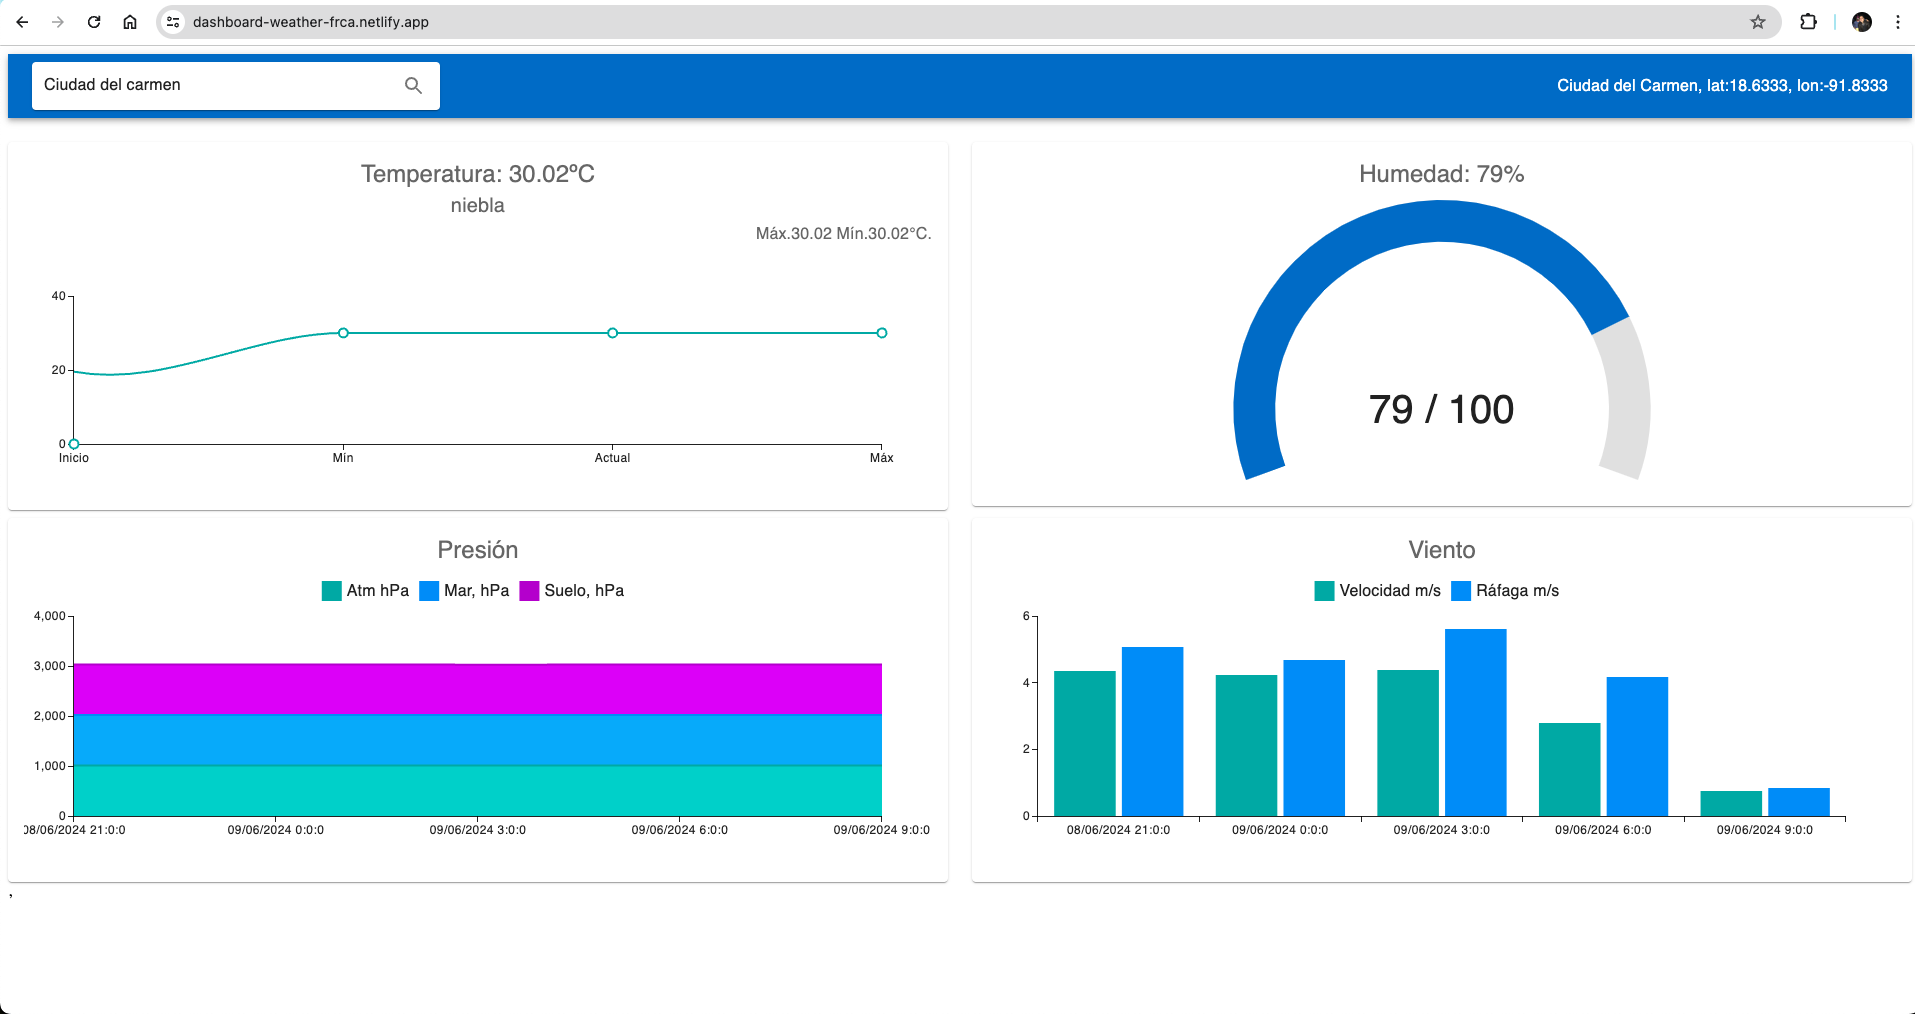 dashboard-weather-frca.netlify.app
Ciudad del carmen
Ciudad del Carmen, lat:18.6333, lon:-91.8333
Temperatura: 30.02ºC
niebla
Máx.30.02 Mín.30.02°C.
40
20
0
Inicio
Mín
Actual
Máx
Humedad: 79%
79 / 100
Presión
Atm hPa
Mar, hPa
Suelo, hPa
4,000
3,000
2,000
1,000
0
08/06/2024 21:0:0
09/06/2024 0:0:0
09/06/2024 3:0:0
09/06/2024 6:0:0
09/06/2024 9:0:0
Viento
Velocidad m/s
Ráfaga m/s
6
4
2
0
08/06/2024 21:0:0
09/06/2024 0:0:0
09/06/2024 3:0:0
09/06/2024 6:0:0
09/06/2024 9:0:0
,